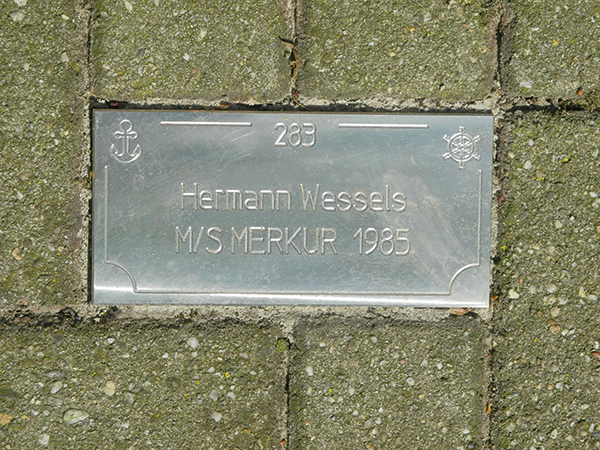 283
Hermann Wessels
M/S MERKUR 1985